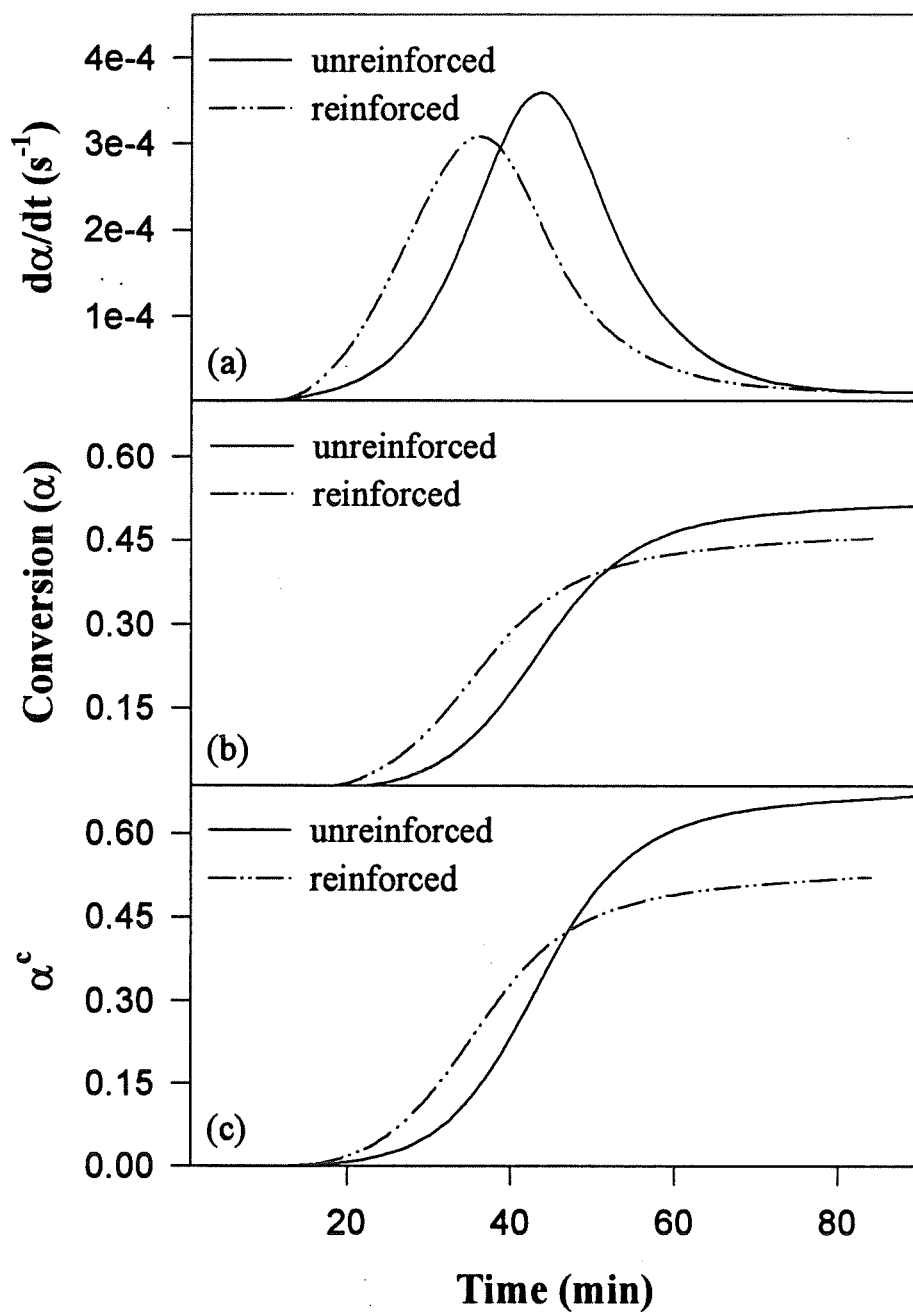 4e-4
3e-4
2e-4
1e-4
dα/dt (s⁻¹)
unreinforced
reinforced
(a)
0.60
0.45
0.30
0.15
Conversion (α)
unreinforced
reinforced
(b)
0.60
0.45
0.30
0.15
0.00
αᶜ
unreinforced
reinforced
(c)
20 40 60 80
Time (min)